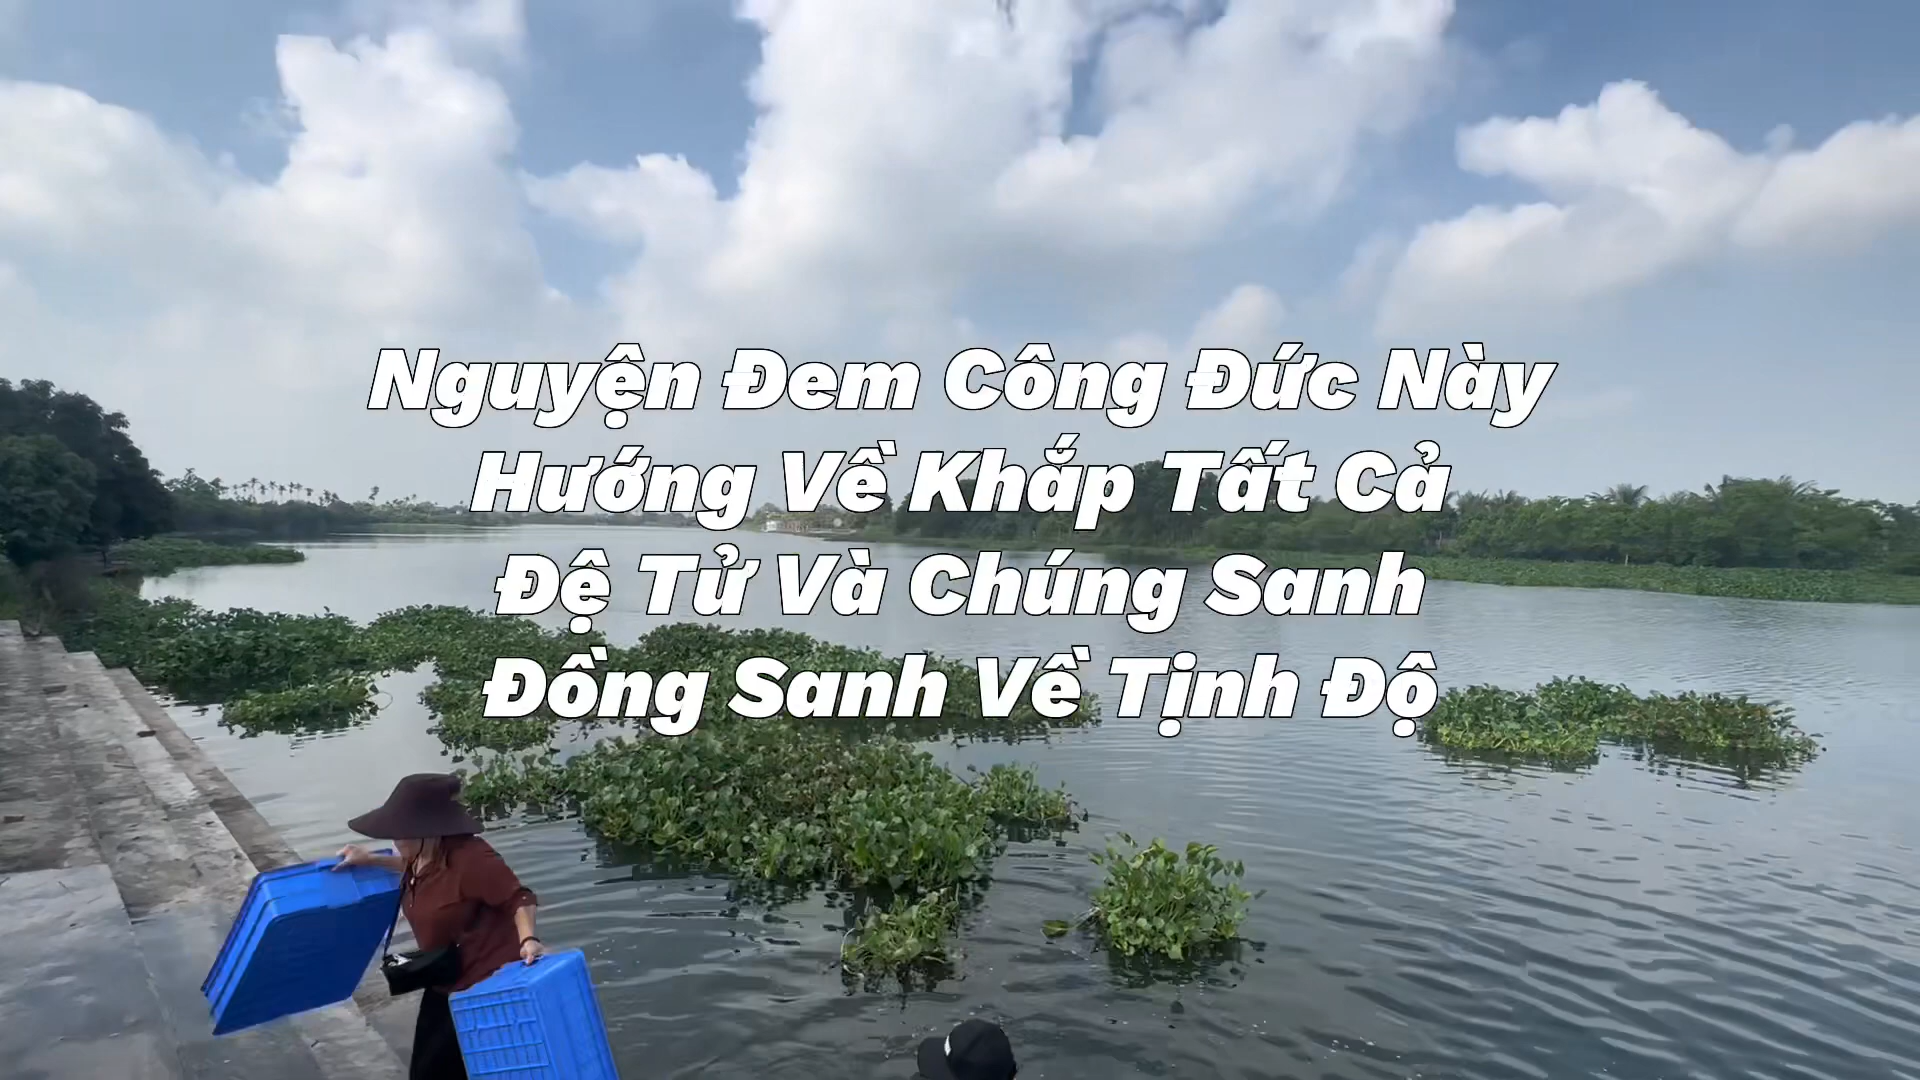 Nguyện Đem Công Đức Này
Hướng Về Khắp Tất Cả
Đệ Tử Và Chúng Sanh
Đồng Sanh Về Tịnh Độ